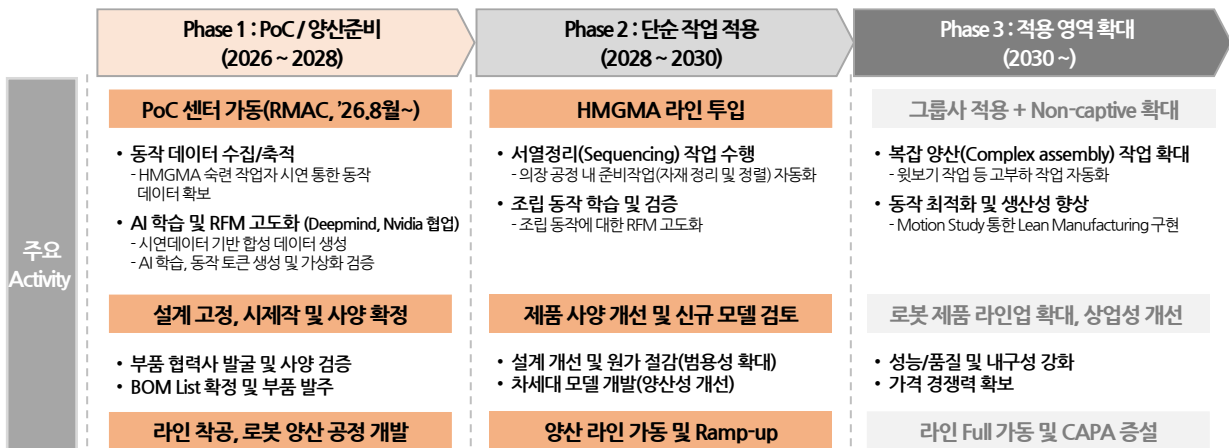 Phase 1 : PoC / 양산준비
(2026 ~ 2028)
Phase 2 : 단순 작업 적용
(2028 ~ 2030)
Phase 3 : 적용 영역 확대
(2030 ~)
주요
Activity
PoC 센터 가동(RMAC, ’26.8월~)
• 동작 데이터 수집/축적
- HMGMA 숙련 작업자 시연 통한 동작
데이터 확보
• AI 학습 및 RFM 고도화 (Deepmind, Nvidia 협업)
- 시연데이터 기반 합성 데이터 생성
- AI 학습, 동작 토큰 생성 및 가상화 검증
HMGMA 라인 투입
• 서열정리(Sequencing) 작업 수행
- 의장 공정 내 준비작업(자재 정리 및 정렬) 자동화
• 조립 동작 학습 및 검증
- 조립 동작에 대한 RFM 고도화
그룹사 적용 + Non-captive 확대
• 복잡 양산(Complex assembly) 작업 확대
- 윗보기 작업 등 고부하 작업 자동화
• 동작 최적화 및 생산성 향상
- Motion Study 통한 Lean Manufacturing 구현
설계 고정, 시제작 및 사양 확정
• 부품 협력사 발굴 및 사양 검증
• BOM List 확정 및 부품 발주
제품 사양 개선 및 신규 모델 검토
• 설계 개선 및 원가 절감(범용성 확대)
• 차세대 모델 개발(양산성 개선)
로봇 제품 라인업 확대, 상업성 개선
• 성능/품질 및 내구성 강화
• 가격 경쟁력 확보
라인 착공, 로봇 양산 공정 개발
양산 라인 가동 및 Ramp-up
라인 Full 가동 및 CAPA 증설